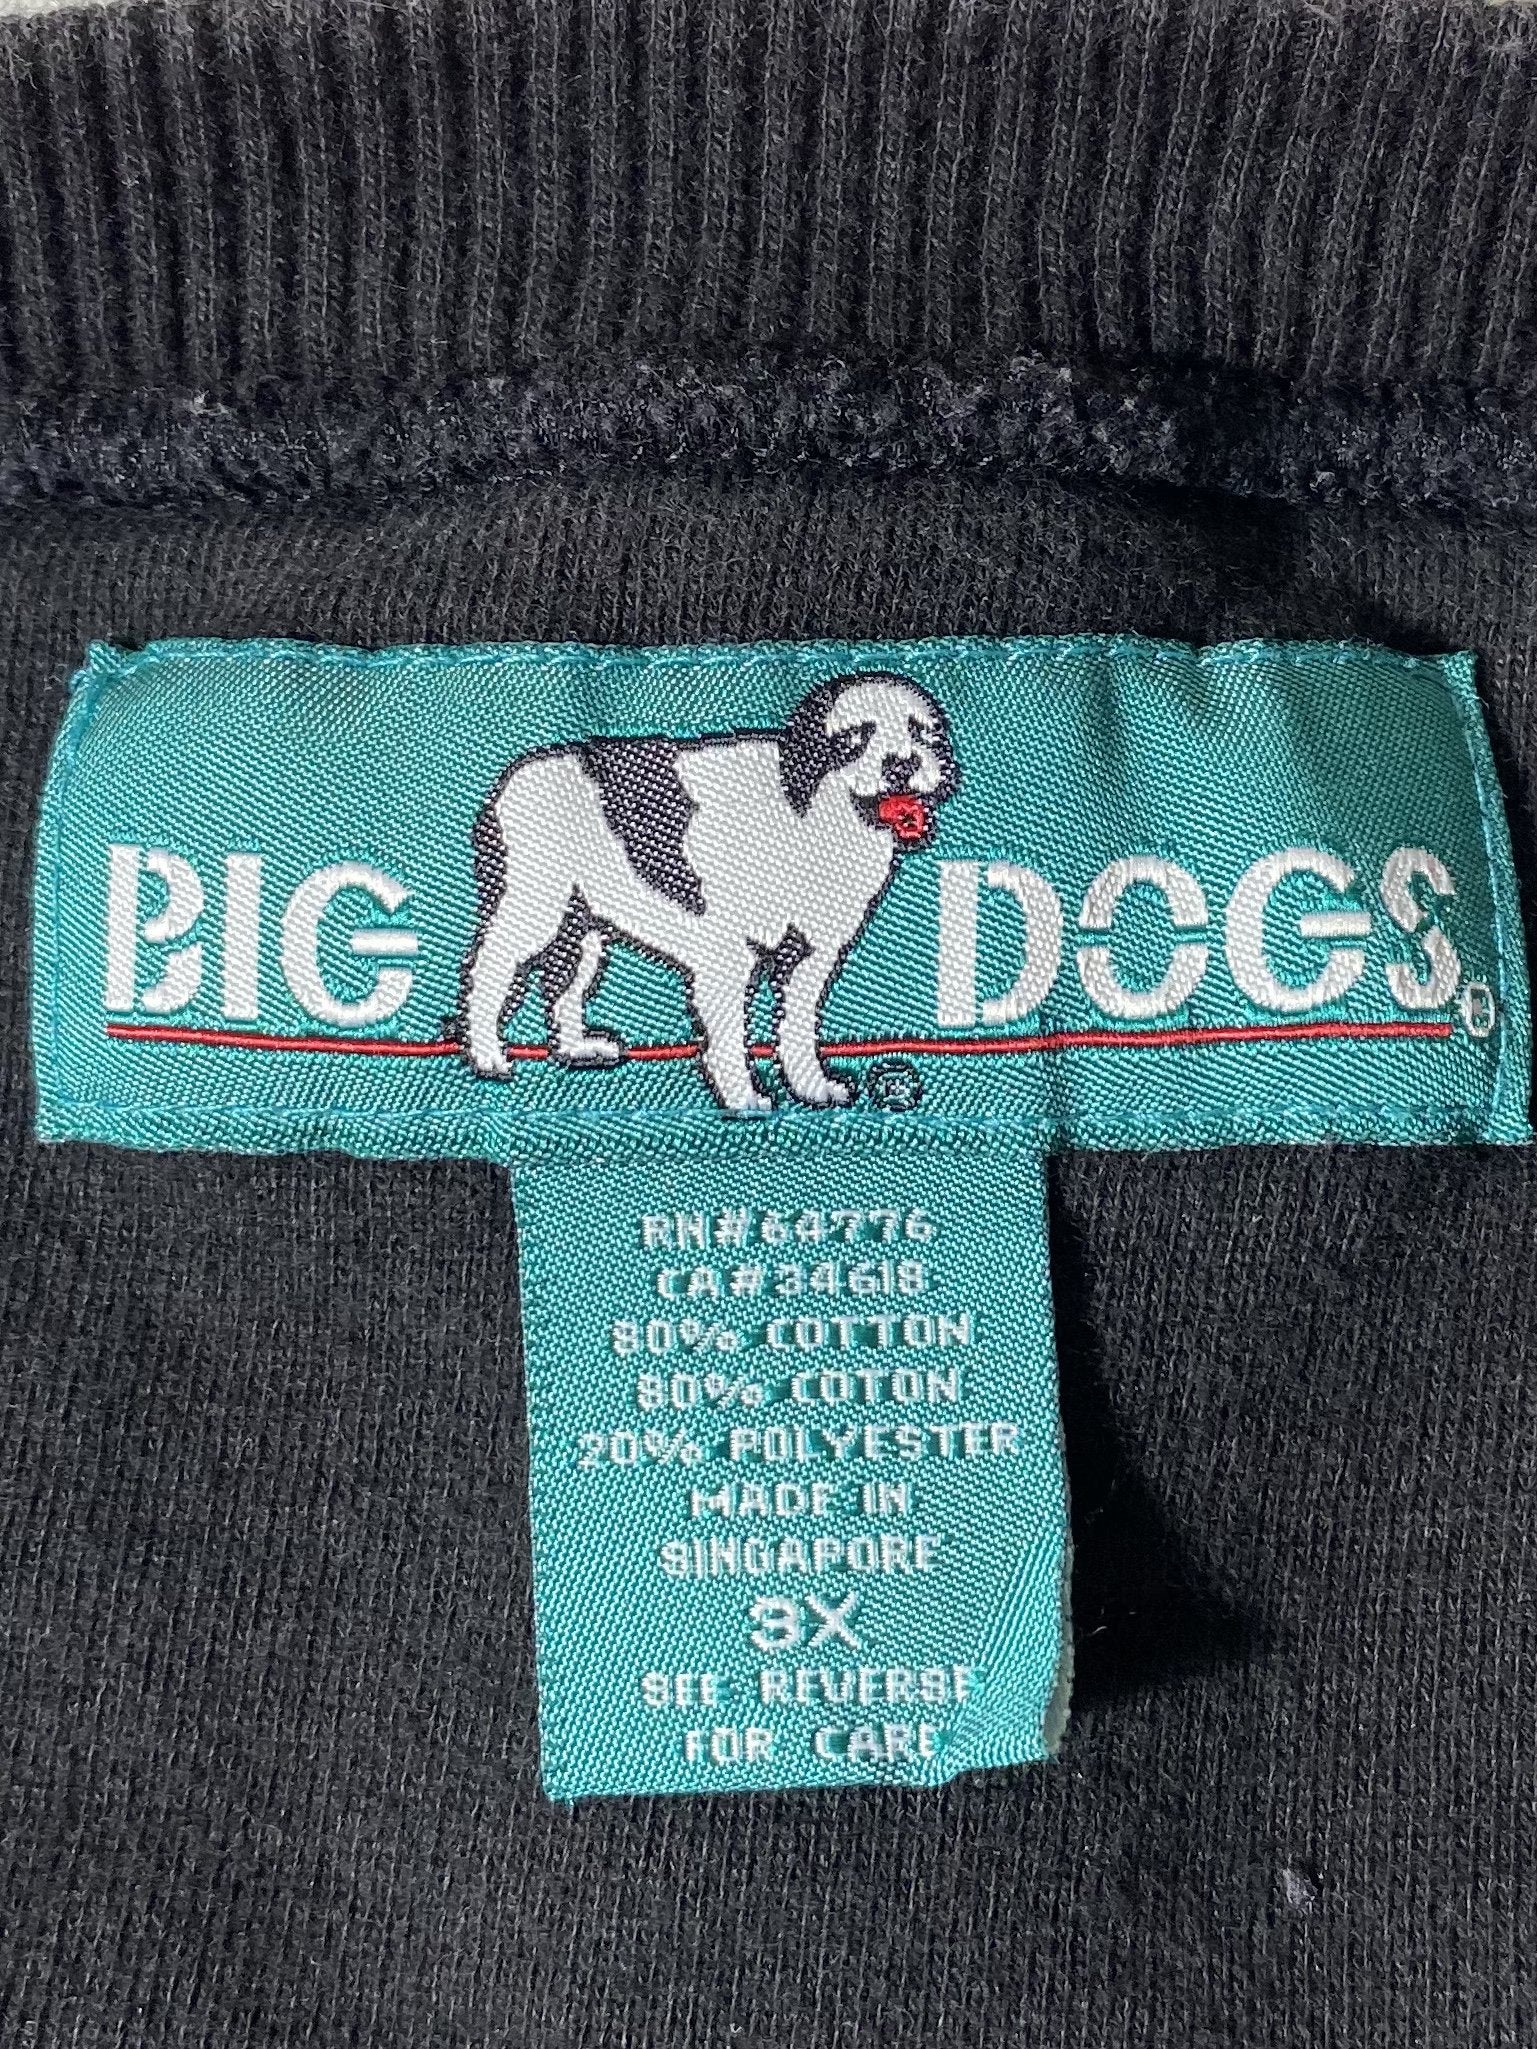 BIG DOGS®
®
RN#64776
CA#34618
80% COTTON
80% COTON
20% POLYESTER
MADE IN
SINGAPORE
3X
SEE REVERSE
FOR CARE